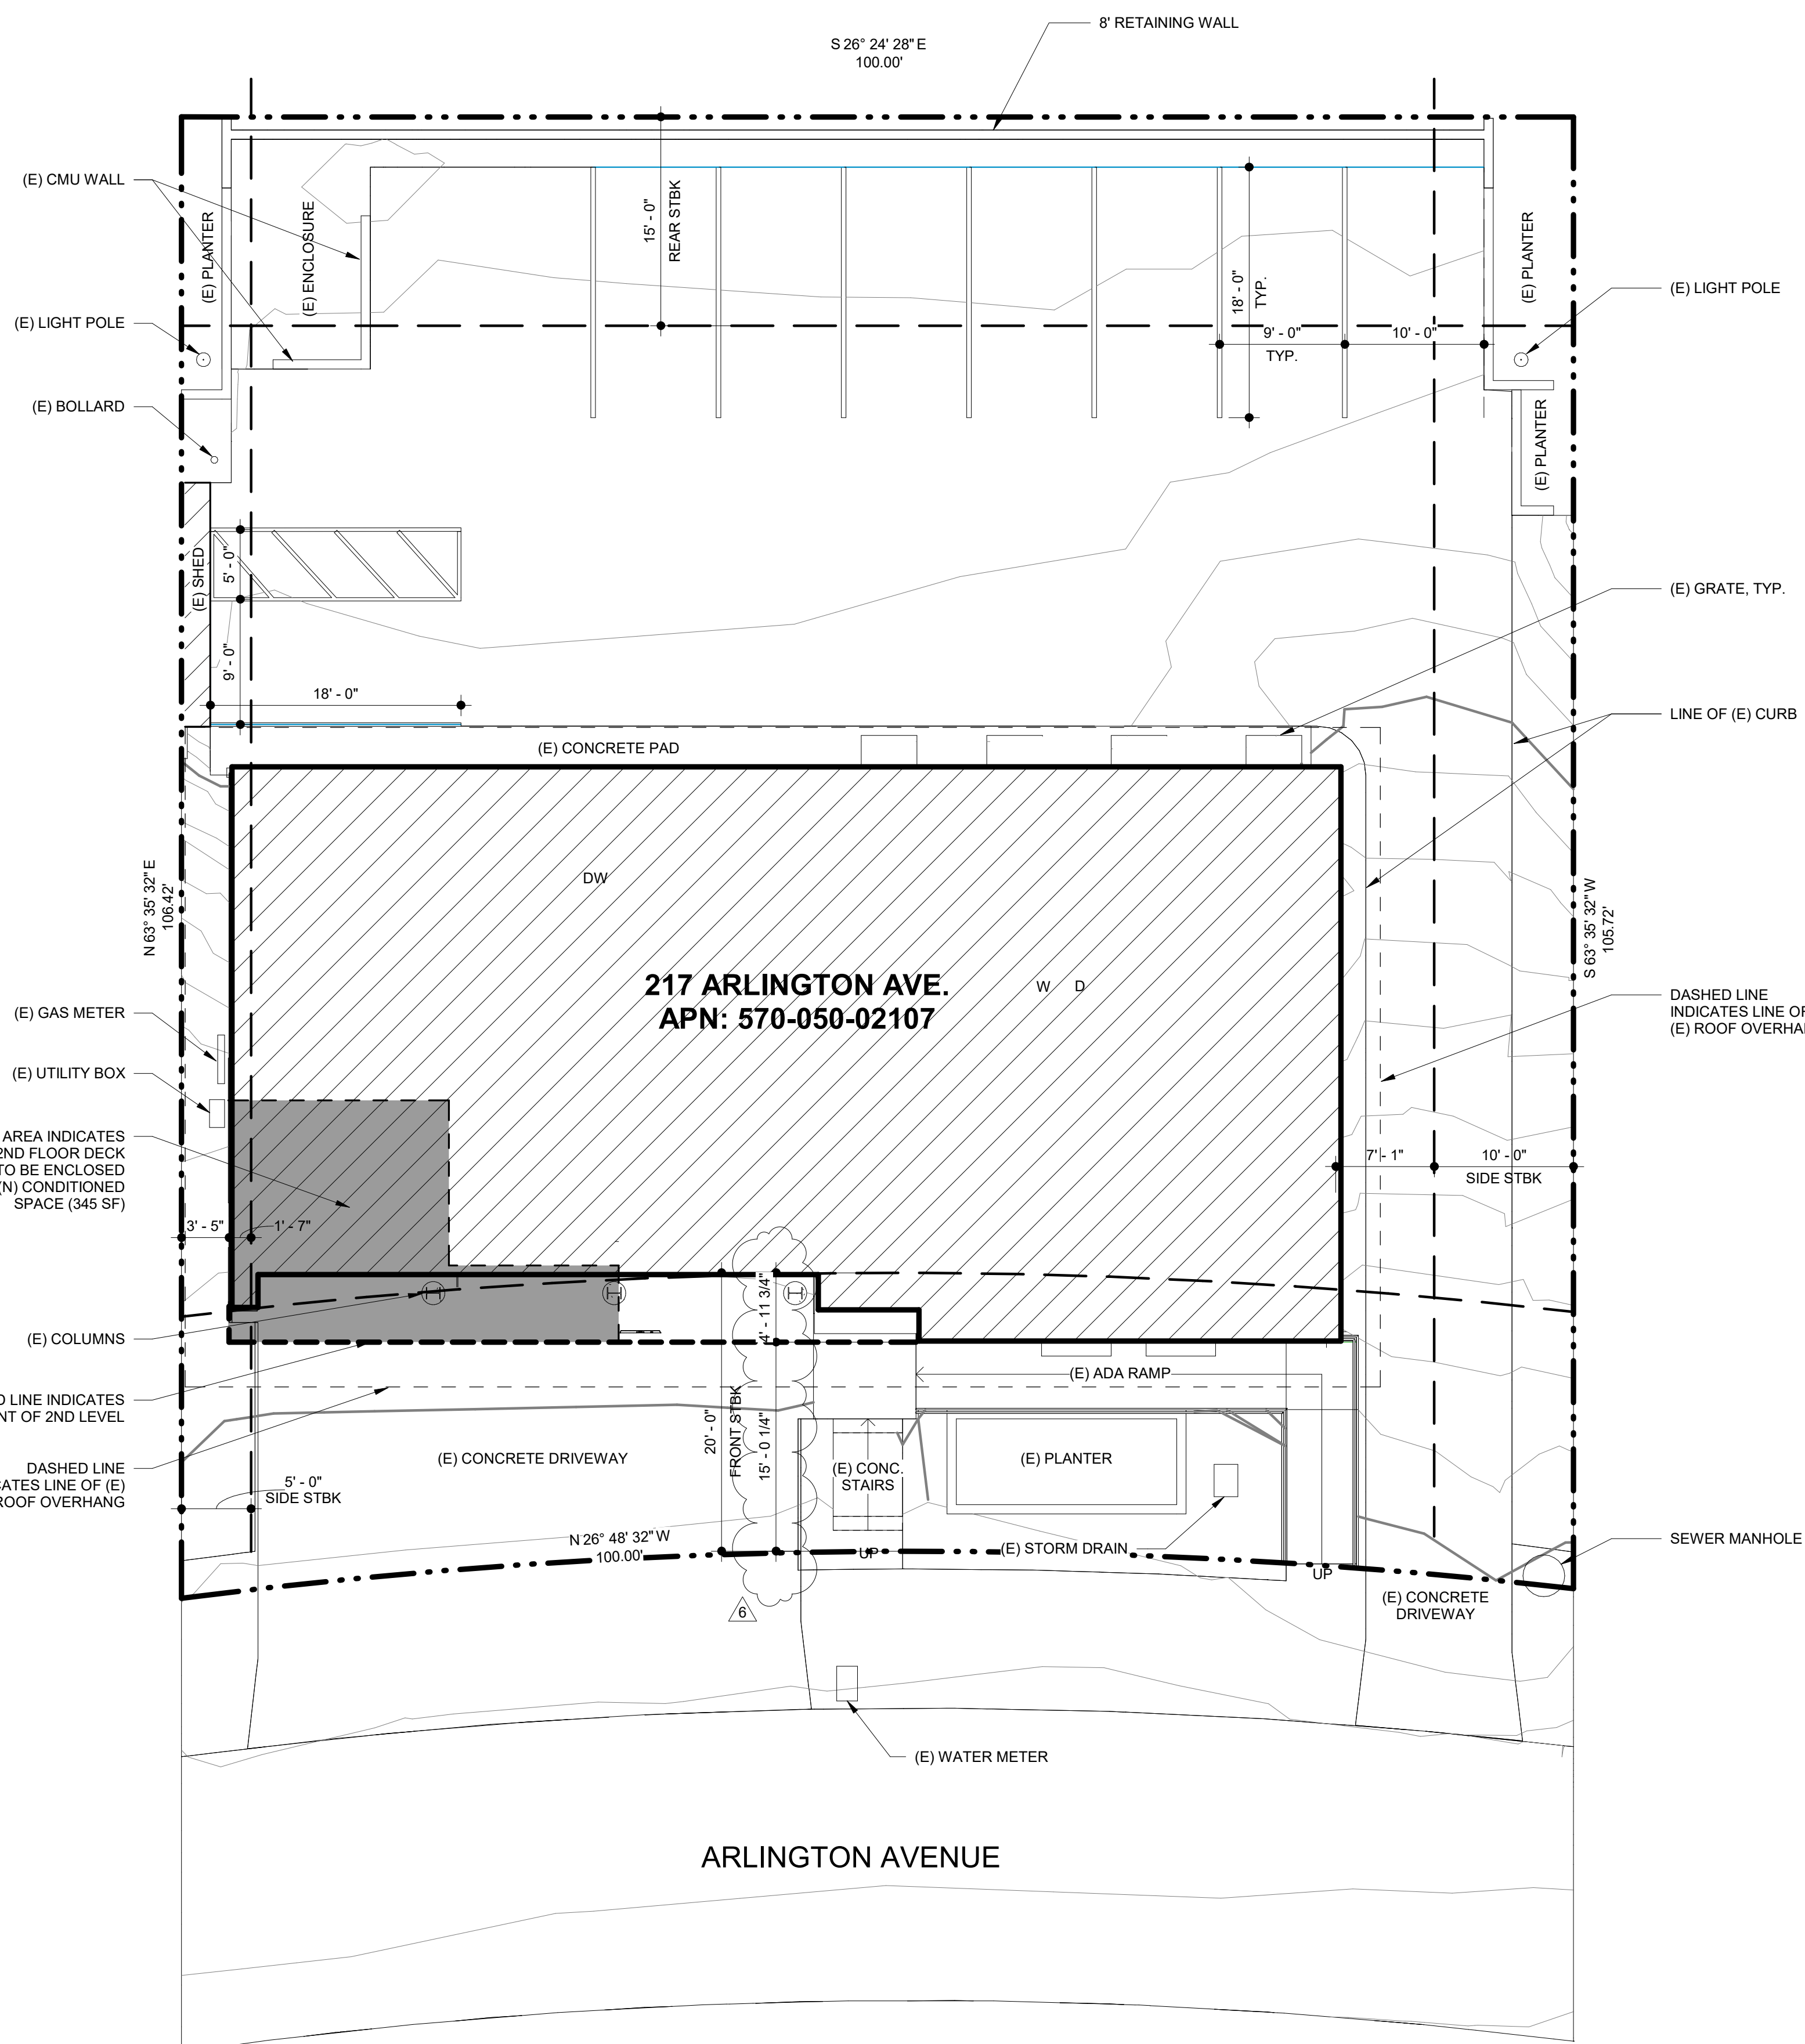 8' RETAINING WALL
S 26° 24' 28" E
100.00'
(E) CMU WALL
(E) PLANTER
(E) ENCLOSURE
15' - 0"
REAR STBK
18' - 0"
TYP.
(E) PLANTER
(E) LIGHT POLE
(E) LIGHT POLE
9' - 0"
TYP.
10' - 0"
(E) BOLLARD
(E) PLANTER
(E) SHED
5' - 0"
(E) GRATE, TYP.
9' - 0"
18' - 0"
LINE OF (E) CURB
(E) CONCRETE PAD
DW
N 63° 35' 32" E
106.42'
S 63° 35' 32" W
105.72'
217 ARLINGTON AVE.
APN: 570-050-02107
W D
DASHED LINE
INDICATES LINE OF
(E) ROOF
(E) GAS METER
(E) UTILITY BOX
AREA INDICATES
2ND FLOOR DECK
TO BE ENCLOSED
(N) CONDITIONED
SPACE (345 SF)
7' - 1"
10' - 0"
SIDE STBK
3' - 5"
1' - 7"
4' - 11 3/4"
(E) COLUMNS
(E) ADA RAMP
LINE INDICATES
OF 2ND LEVEL
20' - 0"
FRONT STBK
15' - 0 1/4"
DASHED LINE
LINE OF (E)
ROOF OVERHANG
(E) CONCRETE DRIVEWAY
(E) CONC.
STAIRS
(E) PLANTER
5' - 0"
SIDE STBK
N 26° 48' 32" W
100.00'
UP
(E) STORM DRAIN
SEWER MANHOLE
UP
(E) CONCRETE
DRIVEWAY
6
(E) WATER METER
ARLINGTON AVENUE